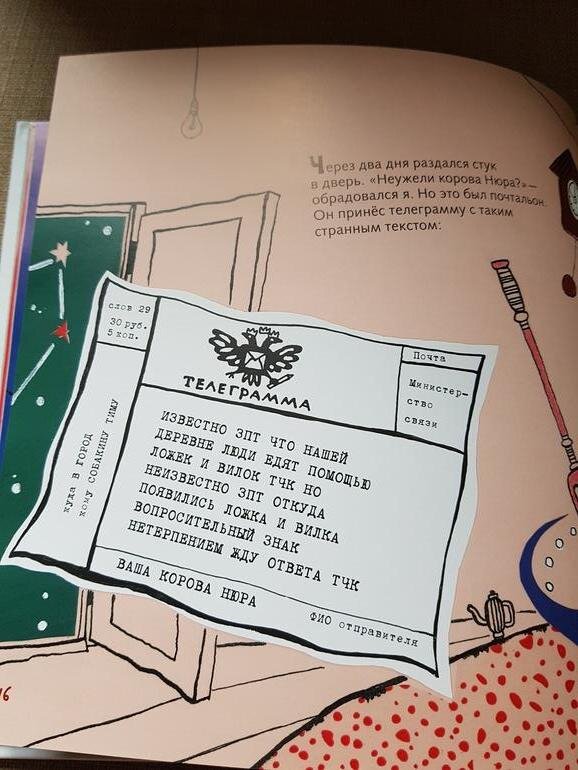 Через два дня раздался стук
в дверь. «Неужели корова Нюра?»—
обрадовался я. Но это был почтальон.
Он принёс телеграмму с таким
странным текстом:
слов 29
30 руб.
5 коп.
ТЕЛЕГРАММА
Почта
Министер-
ство
связи
куда в город
кому Собакину Тиму
ИЗВЕСТНО ЗПТ ЧТО НАШЕЙ
ДЕРЕВНЕ ЛЮДИ ЕДЯТ ПОМОЩЬЮ
ЛОЖЕК И ВИЛОК ТЧК НО
НЕИЗВЕСТНО ЗПТ ОТКУДА
ПОЯВИЛИСЬ ЛОЖКА И ВИЛКА
ВОПРОСИТЕЛЬНЫЙ ЗНАК
НЕТЕРПЕНИЕМ ЖДУ ОТВЕТА ТЧК
ВАША КОРОВА НЮРА
ФИО отправителя
16